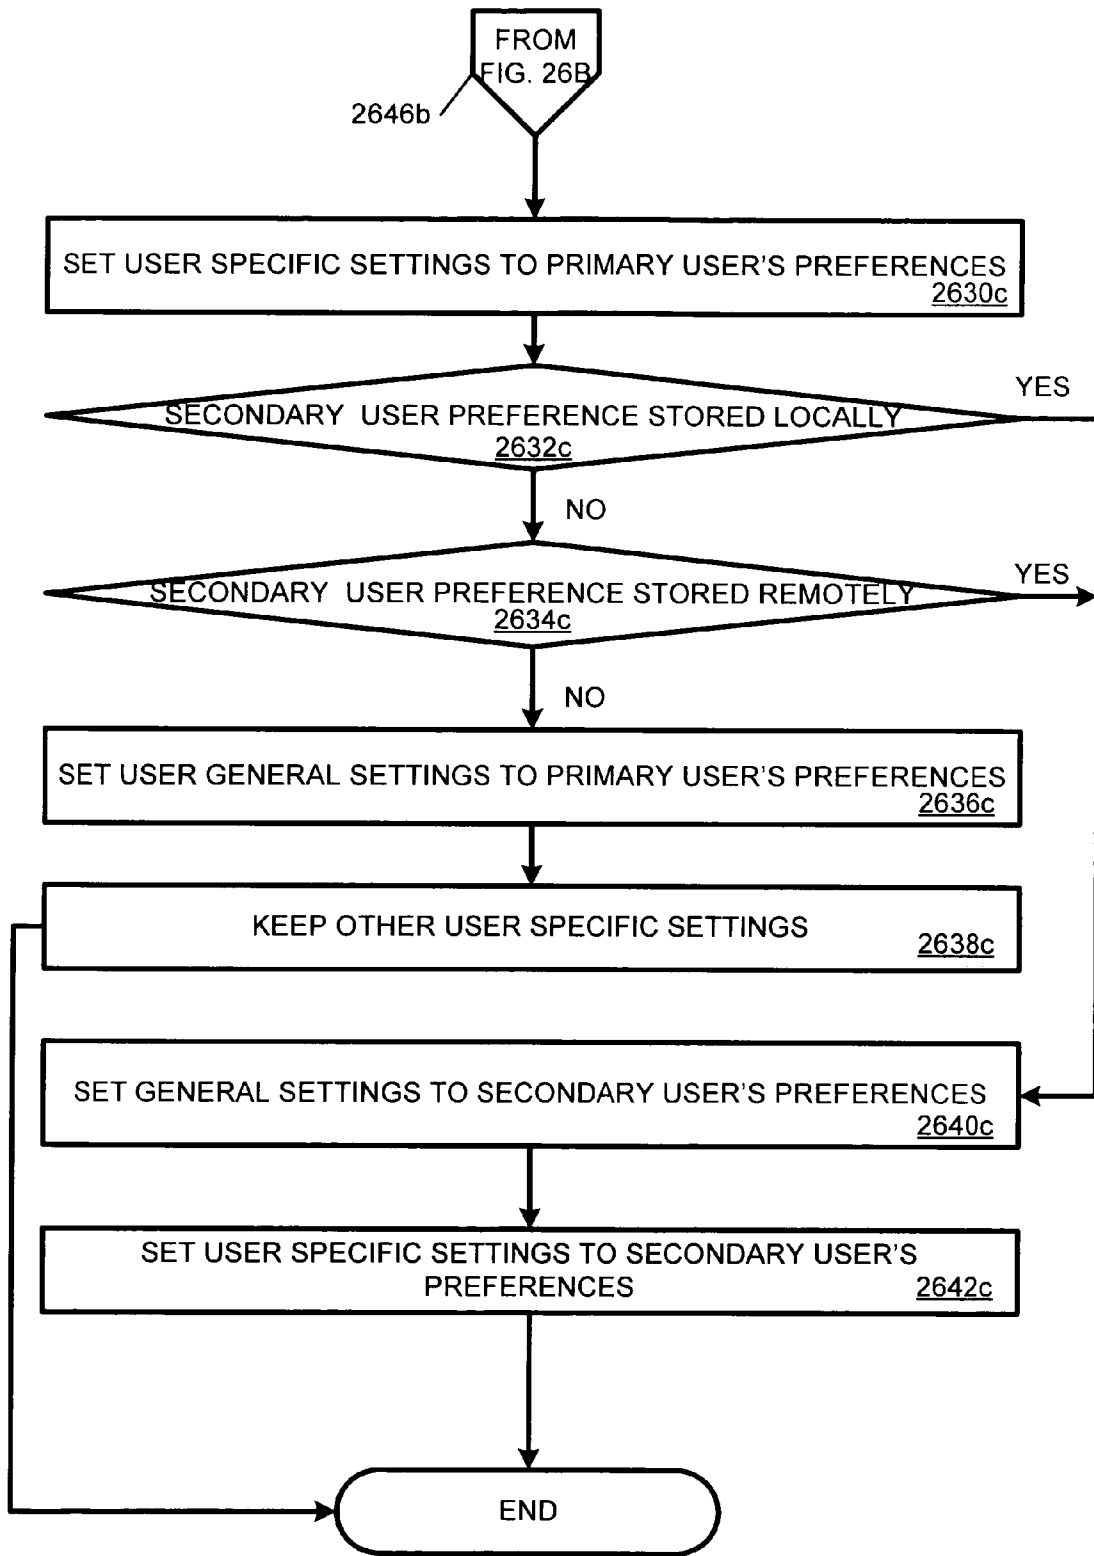 FROM
FIG. 26B
2646b
SET USER SPECIFIC SETTINGS TO PRIMARY USER'S PREFERENCES
2630c
YES
SECONDARY USER PREFERENCE STORED LOCALLY
2632c
NO
YES
SECONDARY USER PREFERENCE STORED REMOTELY
2634c
NO
SET USER GENERAL SETTINGS TO PRIMARY USER'S PREFERENCES
2636c
KEEP OTHER USER SPECIFIC SETTINGS
2638c
SET GENERAL SETTINGS TO SECONDARY USER'S PREFERENCES
2640c
SET USER SPECIFIC SETTINGS TO SECONDARY USER'S
PREFERENCES
2642c
END